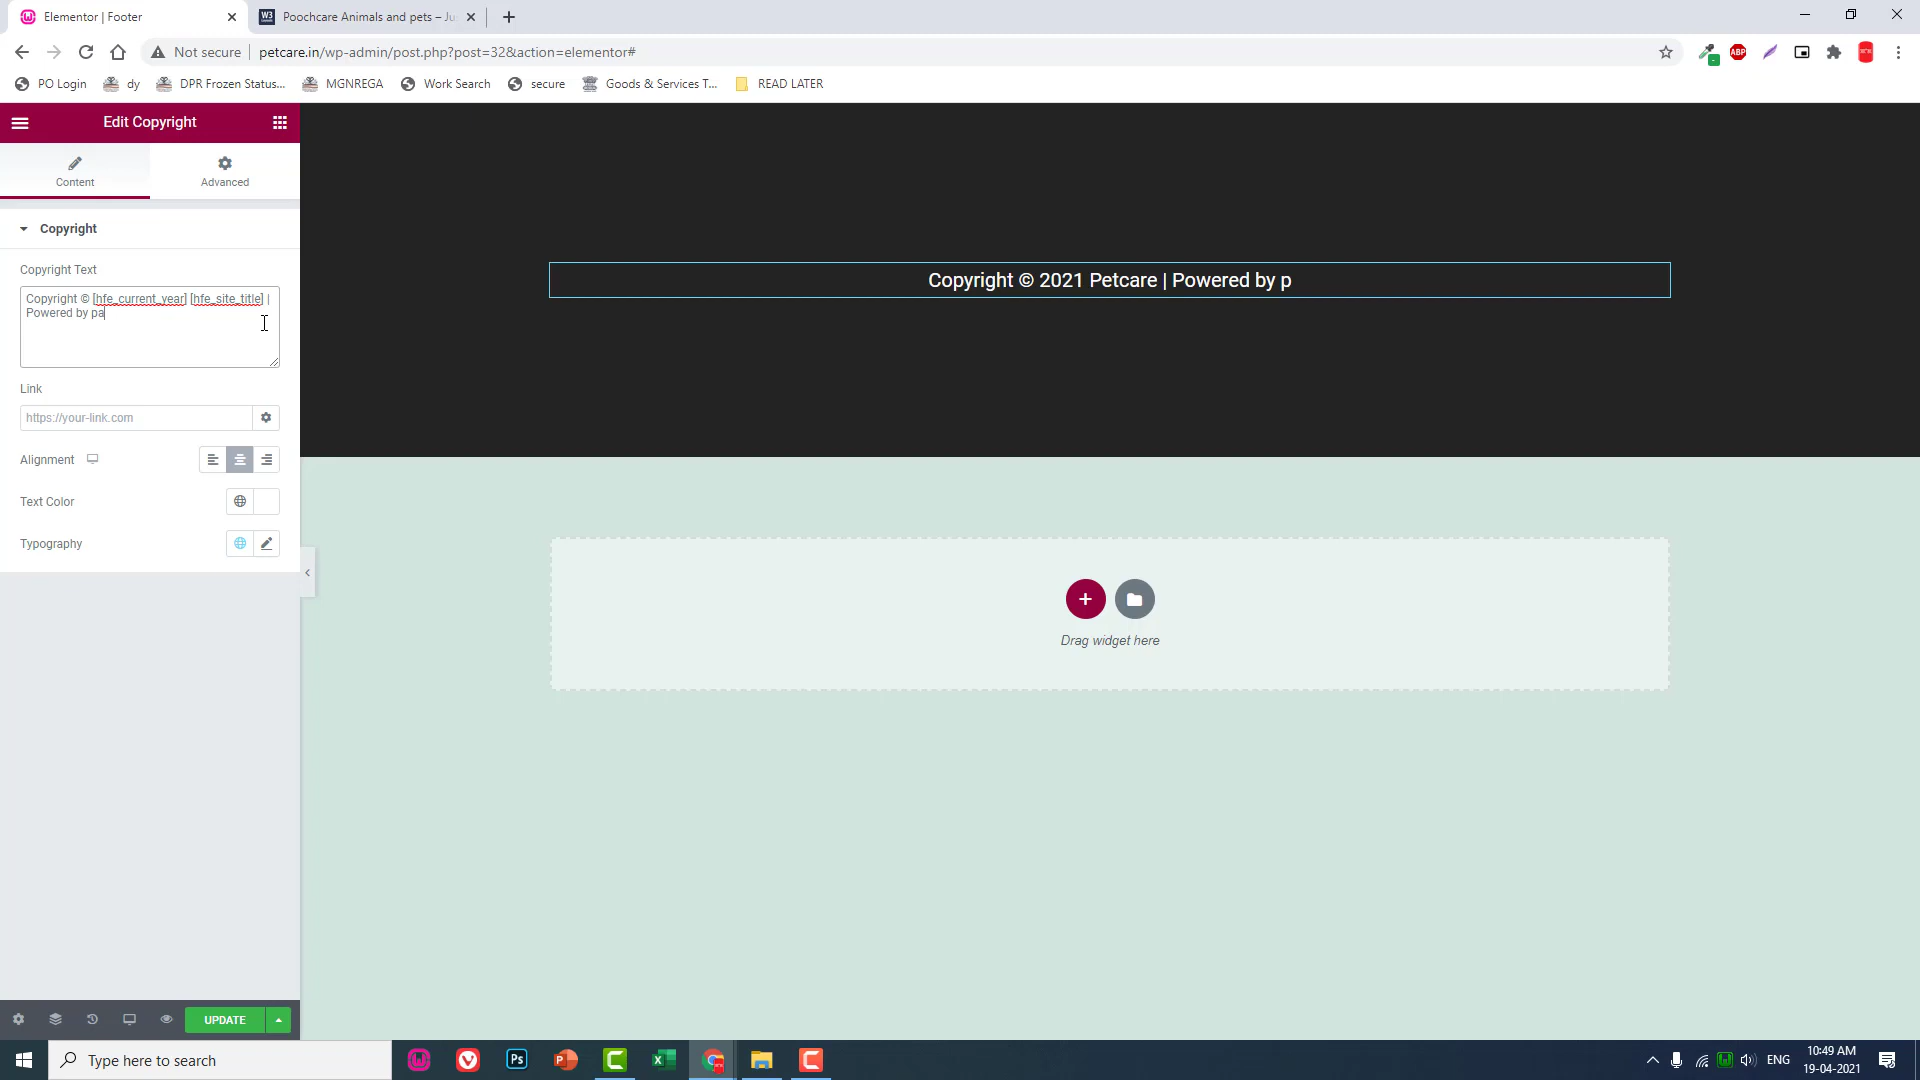 Elementor | Footer
Poochcare Animals and pets – Ju
Not secure
petcare.in/wp-admin/post.php?post=32&action=elementor#
ABP
PO Login
dy
DPR Frozen Status...
MGNREGA
Work Search
secure
Goods & Services T...
READ LATER
Edit Copyright
Content
Advanced
Copyright
Copyright Text
Copyright © [hfe_current_year] [hfe_site_title] |
Powered by pa
Link
https://your-link.com
Alignment
Text Color
Typography
UPDATE
Copyright © 2021 Petcare | Powered by p
Drag widget here
Type here to search
Ps
ENG
10:49 AM
19-04-2021